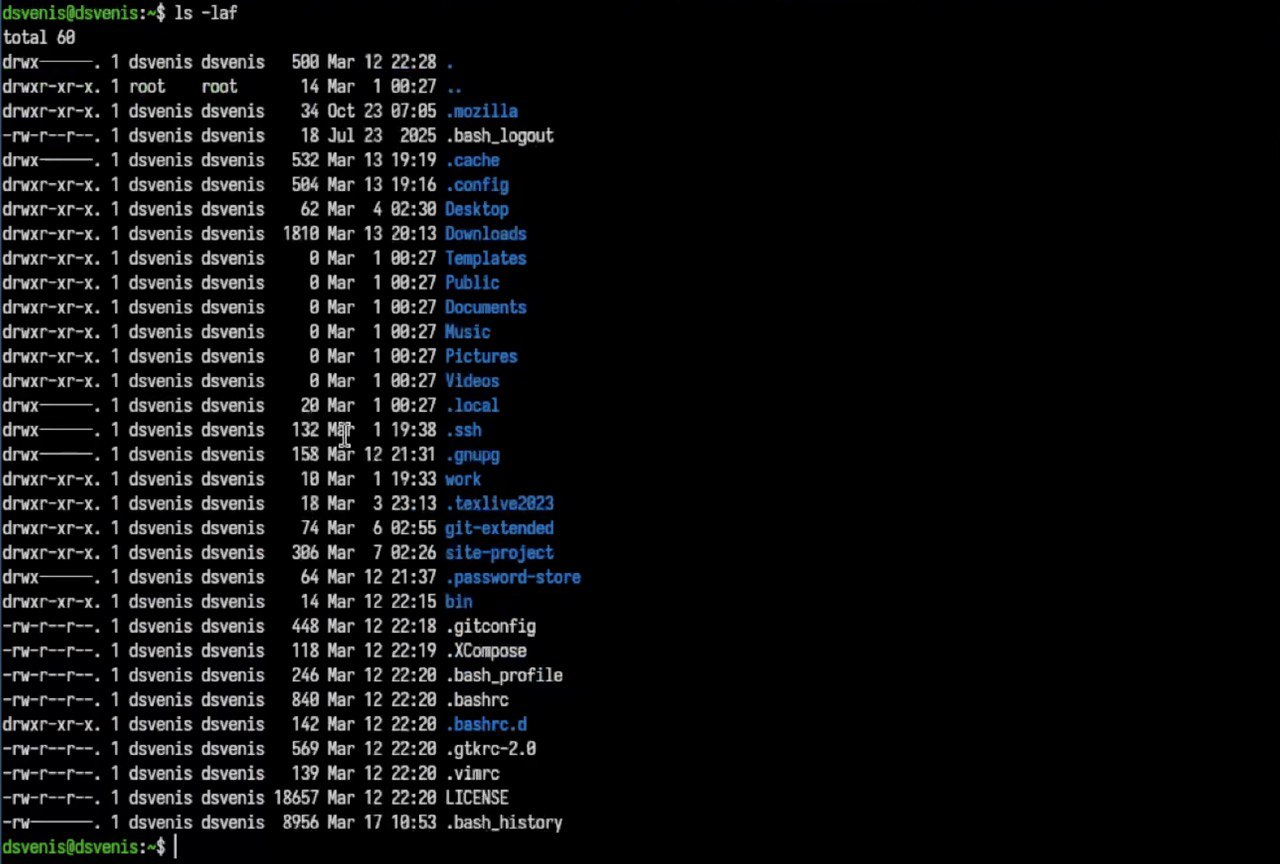 dsvenis@dsvenis:~$ ls -laf
total 60
drwx------. 1 dsvenis dsvenis   500 Mar 12 22:28 .
drwxr-xr-x. 1 root    root       14 Mar  1 00:27 ..
drwxr-xr-x. 1 dsvenis dsvenis    34 Oct 23 07:05 .mozilla
-rw-r--r--. 1 dsvenis dsvenis    18 Jul 23  2025 .bash_logout
drwx------. 1 dsvenis dsvenis   532 Mar 13 19:19 .cache
drwxr-xr-x. 1 dsvenis dsvenis   504 Mar 13 19:16 .config
drwxr-xr-x. 1 dsvenis dsvenis    62 Mar  4 02:30 Desktop
drwxr-xr-x. 1 dsvenis dsvenis  1810 Mar 13 20:13 Downloads
drwxr-xr-x. 1 dsvenis dsvenis     0 Mar  1 00:27 Templates
drwxr-xr-x. 1 dsvenis dsvenis     0 Mar  1 00:27 Public
drwxr-xr-x. 1 dsvenis dsvenis     0 Mar  1 00:27 Documents
drwxr-xr-x. 1 dsvenis dsvenis     0 Mar  1 00:27 Music
drwxr-xr-x. 1 dsvenis dsvenis     0 Mar  1 00:27 Pictures
drwxr-xr-x. 1 dsvenis dsvenis     0 Mar  1 00:27 Videos
drwx------. 1 dsvenis dsvenis    20 Mar  1 00:27 .local
drwx------. 1 dsvenis dsvenis   132 Mar  1 19:38 .ssh
drwx------. 1 dsvenis dsvenis   158 Mar 12 21:31 .gnupg
drwxr-xr-x. 1 dsvenis dsvenis    10 Mar  1 19:33 work
drwxr-xr-x. 1 dsvenis dsvenis    18 Mar  3 23:13 .texlive2023
drwxr-xr-x. 1 dsvenis dsvenis    74 Mar  6 02:55 git-extended
drwxr-xr-x. 1 dsvenis dsvenis   306 Mar  7 02:26 site-project
drwx------. 1 dsvenis dsvenis    64 Mar 12 21:37 .password-store
drwxr-xr-x. 1 dsvenis dsvenis    14 Mar 12 22:15 bin
-rw-r--r--. 1 dsvenis dsvenis   448 Mar 12 22:18 .gitconfig
-rw-r--r--. 1 dsvenis dsvenis   118 Mar 12 22:19 .XCompose
-rw-r--r--. 1 dsvenis dsvenis   246 Mar 12 22:20 .bash_profile
-rw-r--r--. 1 dsvenis dsvenis   840 Mar 12 22:20 .bashrc
drwxr-xr-x. 1 dsvenis dsvenis   142 Mar 12 22:20 .bashrc.d
-rw-r--r--. 1 dsvenis dsvenis   569 Mar 12 22:20 .gtkrc-2.0
-rw-r--r--. 1 dsvenis dsvenis   139 Mar 12 22:20 .vimrc
-rw-r--r--. 1 dsvenis dsvenis 18657 Mar 12 22:20 LICENSE
-rw-------. 1 dsvenis dsvenis  8956 Mar 17 10:53 .bash_history
dsvenis@dsvenis:~$